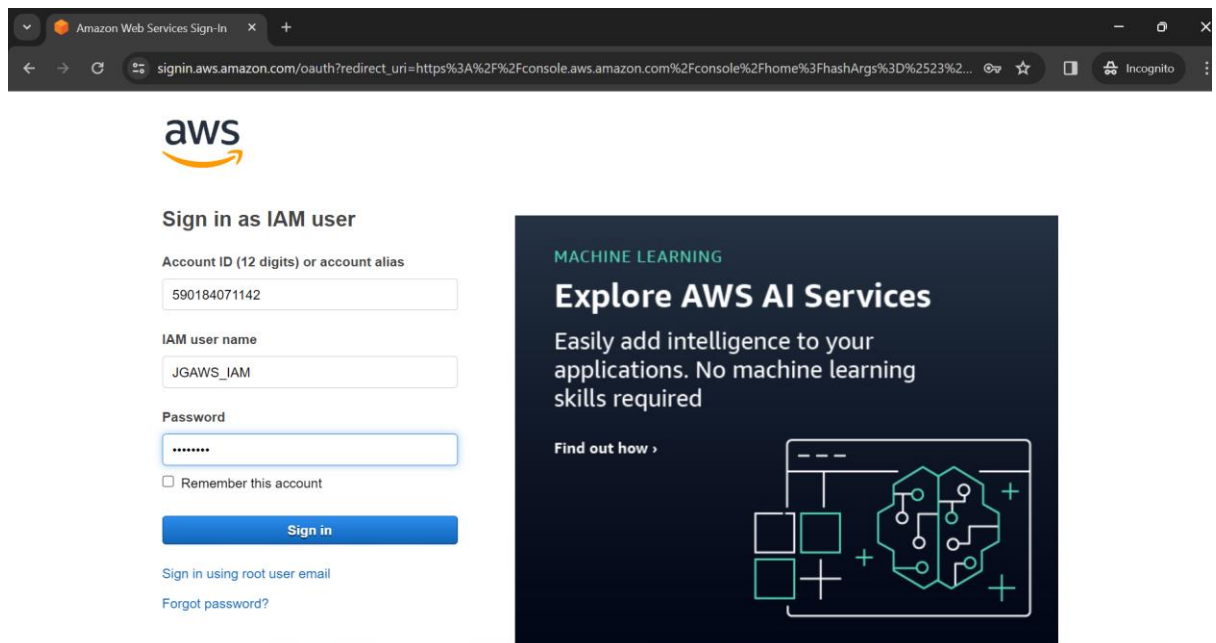 Amazon Web Services Sign-In
signin.aws.amazon.com/oauth?redirect_uri=https%3A%2F%2Fconsole.aws.amazon.com%2Fconsole%2Fhome%3FhashArgs%3D%2523%2...
Incognito
aws
Sign in as IAM user
Account ID (12 digits) or account alias
590184071142
IAM user name
JGAWS_IAM
Password
••••••••
Remember this account
Sign in
Sign in using root user email
Forgot password?
MACHINE LEARNING
Explore AWS AI Services
Easily add intelligence to your
applications. No machine learning
skills required
Find out how ›